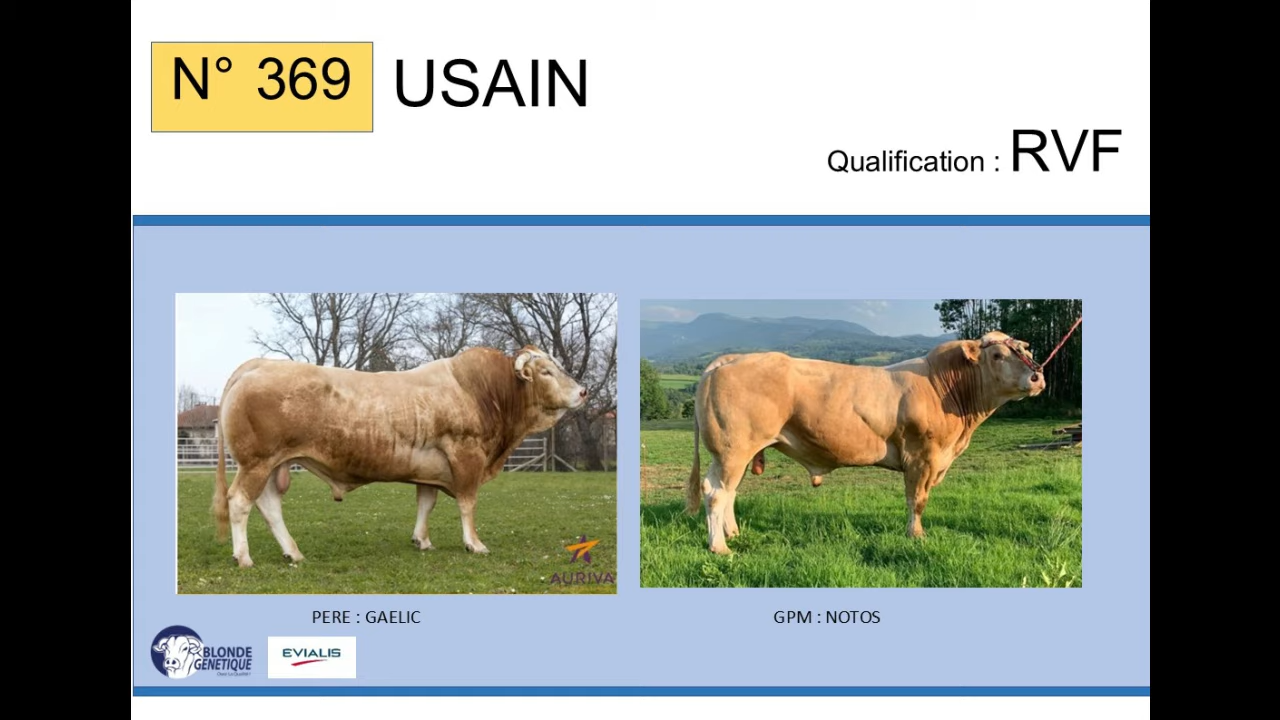 N° 369
USAIN
Qualification : RVF
AURIVA
PERE : GAELIC
GPM : NOTOS
BLONDE
GENETIQUE
EVIALIS